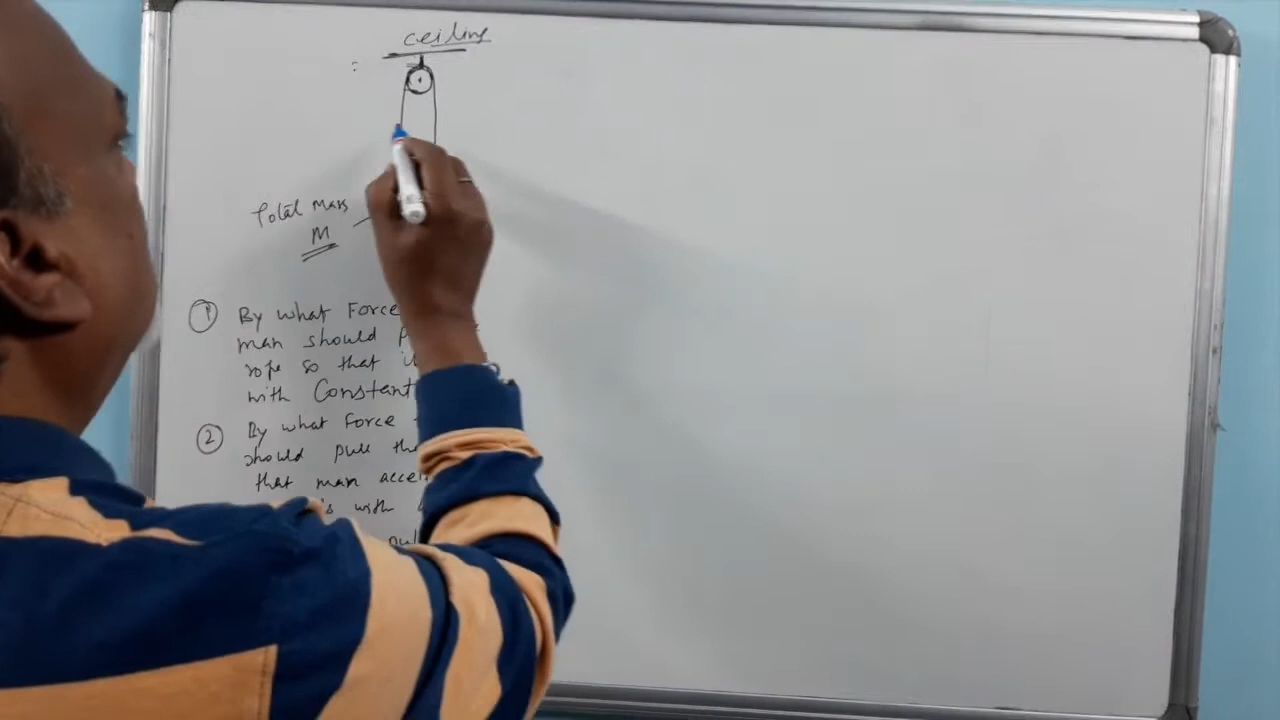 ceiling
Total Mass
M
① By what Force
man should
rope so that
with Constant
② By what Force
should pull the
that man accel
with